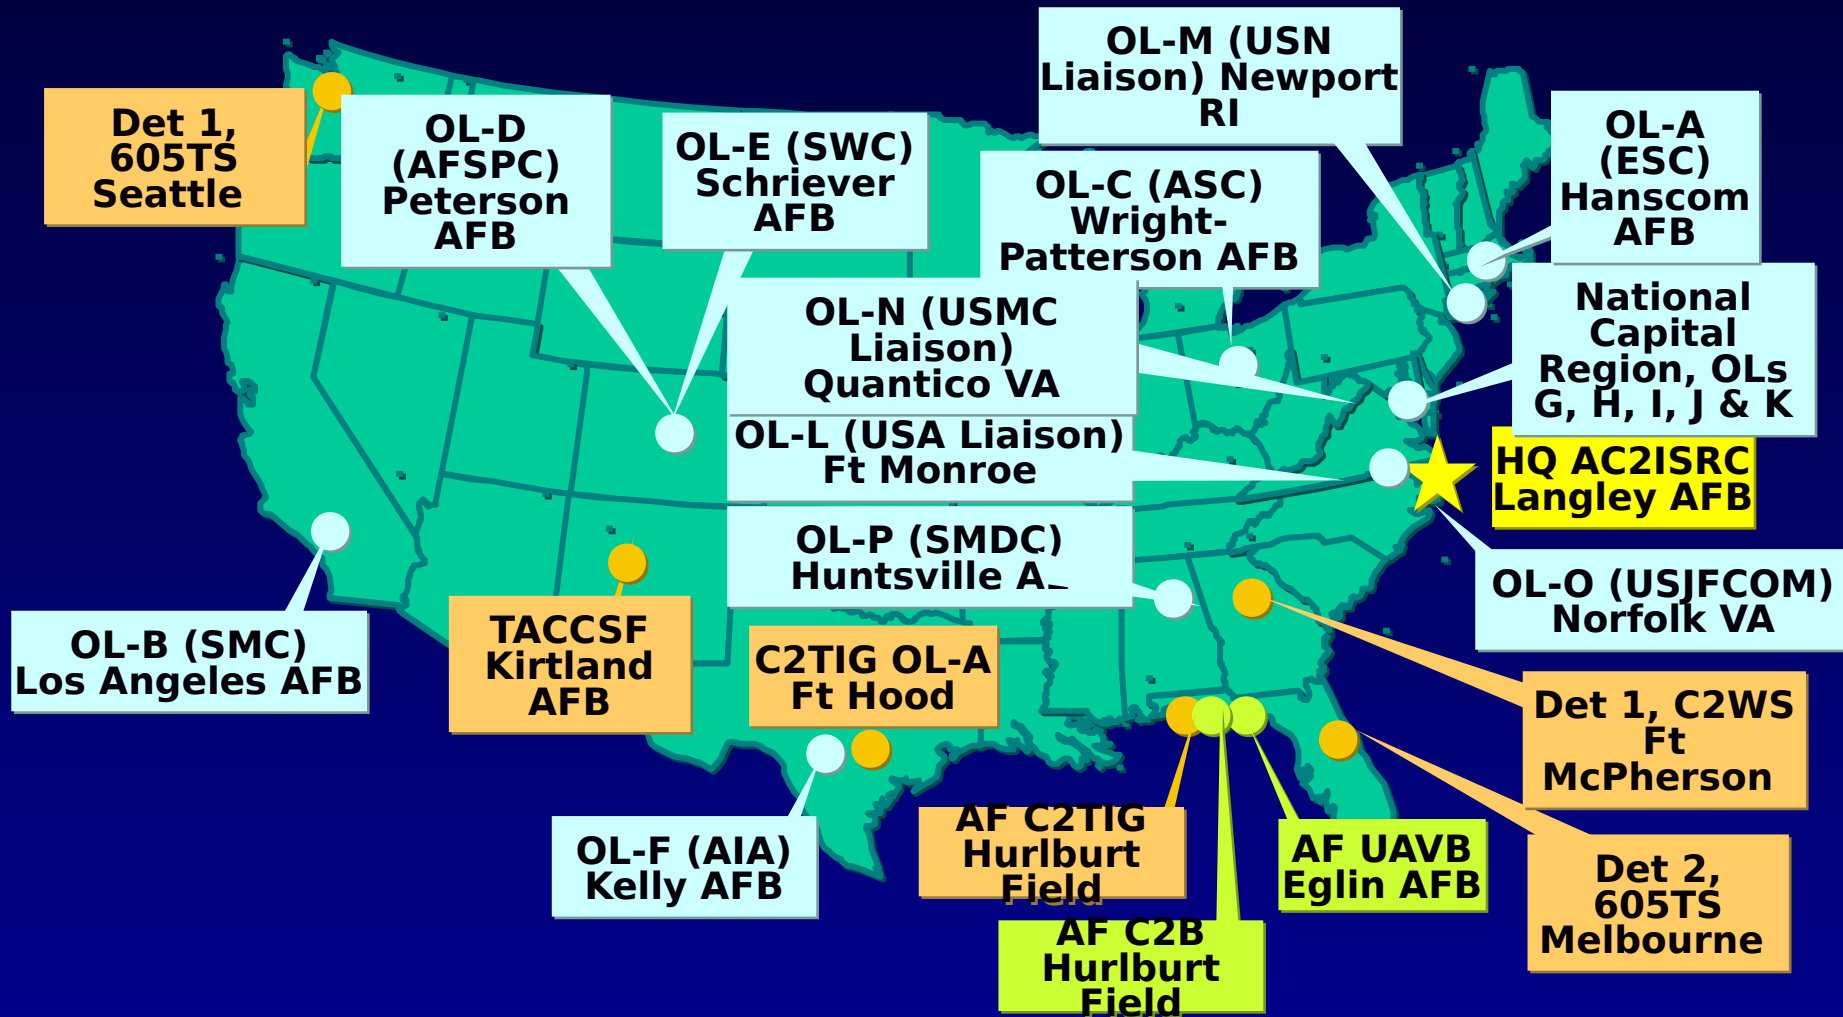 OL-M (USN
Liaison) Newport
RI
Det 1,
605TS
Seattle
OL-D
(AFSPC)
Peterson
AFB
OL-E (SWC)
Schriever
AFB
OL-C (ASC)
Wright-
Patterson AFB
OL-A
(ESC)
Hanscom
AFB
National
Capital
Region, OLs
G, H, I, J & K
OL-N (USMC
Liaison)
Quantico VA
OL-L (USA Liaison)
Ft Monroe
HQ AC2ISRC
Langley AFB
OL-P (SMDC)
Huntsville
OL-O (USJFCOM)
Norfolk VA
OL-B (SMC)
Los Angeles AFB
TACCSF
Kirtland
AFB
C2TIG OL-A
Ft Hood
Det 1, C2WS
Ft
McPherson
OL-F (AIA)
Kelly AFB
AF C2TIG
Hurlburt
Field
AF UAVB
Eglin AFB
Det 2,
605TS
Melbourne
AF C2B
Hurlburt
Field